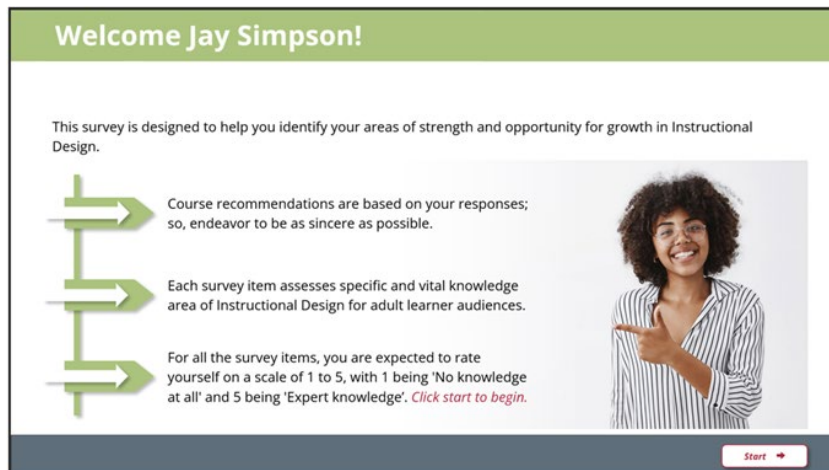 Welcome Jay Simpson!
This survey is designed to help you identify your areas of strength and opportunity for growth in Instructional
Design.
Course recommendations are based on your responses;
so, endeavor to be as sincere as possible.
Each survey item assesses specific and vital knowledge
area of Instructional Design for adult learner audiences.
For all the survey items, you are expected to rate
yourself on a scale of 1 to 5, with 1 being 'No knowledge
at all' and 5 being 'Expert knowledge'. Click start to begin.
Start